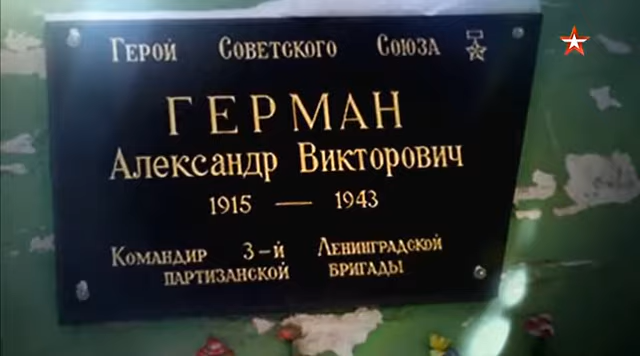 Герой Советского Союза
ГЕРМАН
Александр Викторович
1915 — 1943
Командир 3-й Ленинградской
партизанской бригады